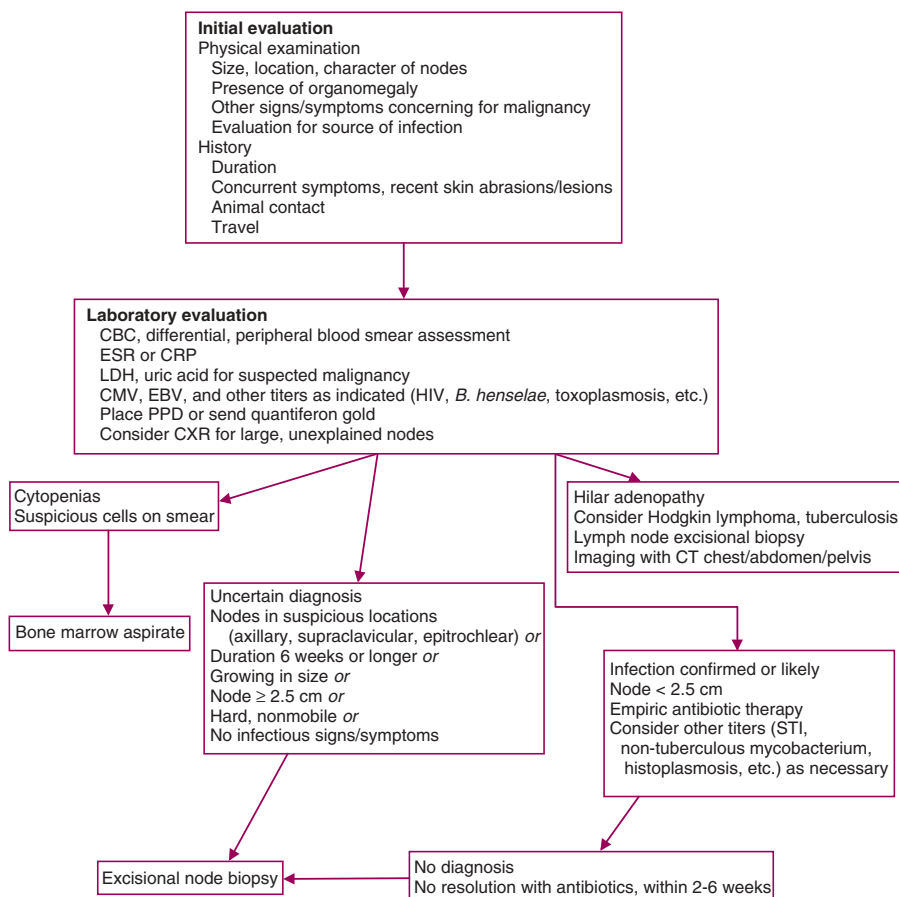 Initial evaluation
Physical examination
Size, location, character of nodes
Presence of organomegaly
Other signs/symptoms concerning for malignancy
Evaluation for source of infection
History
Duration
Concurrent symptoms, recent skin abrasions/lesions
Animal contact
Travel
Laboratory evaluation
CBC, differential, peripheral blood smear assessment
ESR or CRP
LDH, uric acid for suspected malignancy
CMV, EBV, and other titers as indicated (HIV, B. henselae, toxoplasmosis, etc.)
Place PPD or send quantiferon gold
Consider CXR for large, unexplained nodes
Cytopenias
Suspicious cells on smear
Bone marrow aspirate
Uncertain diagnosis
Nodes in suspicious locations
(axillary, supraclavicular, epitrochlear) or
Duration 6 weeks or longer or
Growing in size or
Node ≥ 2.5 cm or
Hard, nonmobile or
No infectious signs/symptoms
Hilar adenopathy
Consider Hodgkin lymphoma, tuberculosis
Lymph node excisional biopsy
Imaging with CT chest/abdomen/pelvis
Infection confirmed or likely
Node < 2.5 cm
Empiric antibiotic therapy
Consider other titers (STI,
non-tuberculous mycobacterium,
histoplasmosis, etc.) as necessary
No diagnosis
No resolution with antibiotics, within 2-6 weeks
Excisional node biopsy